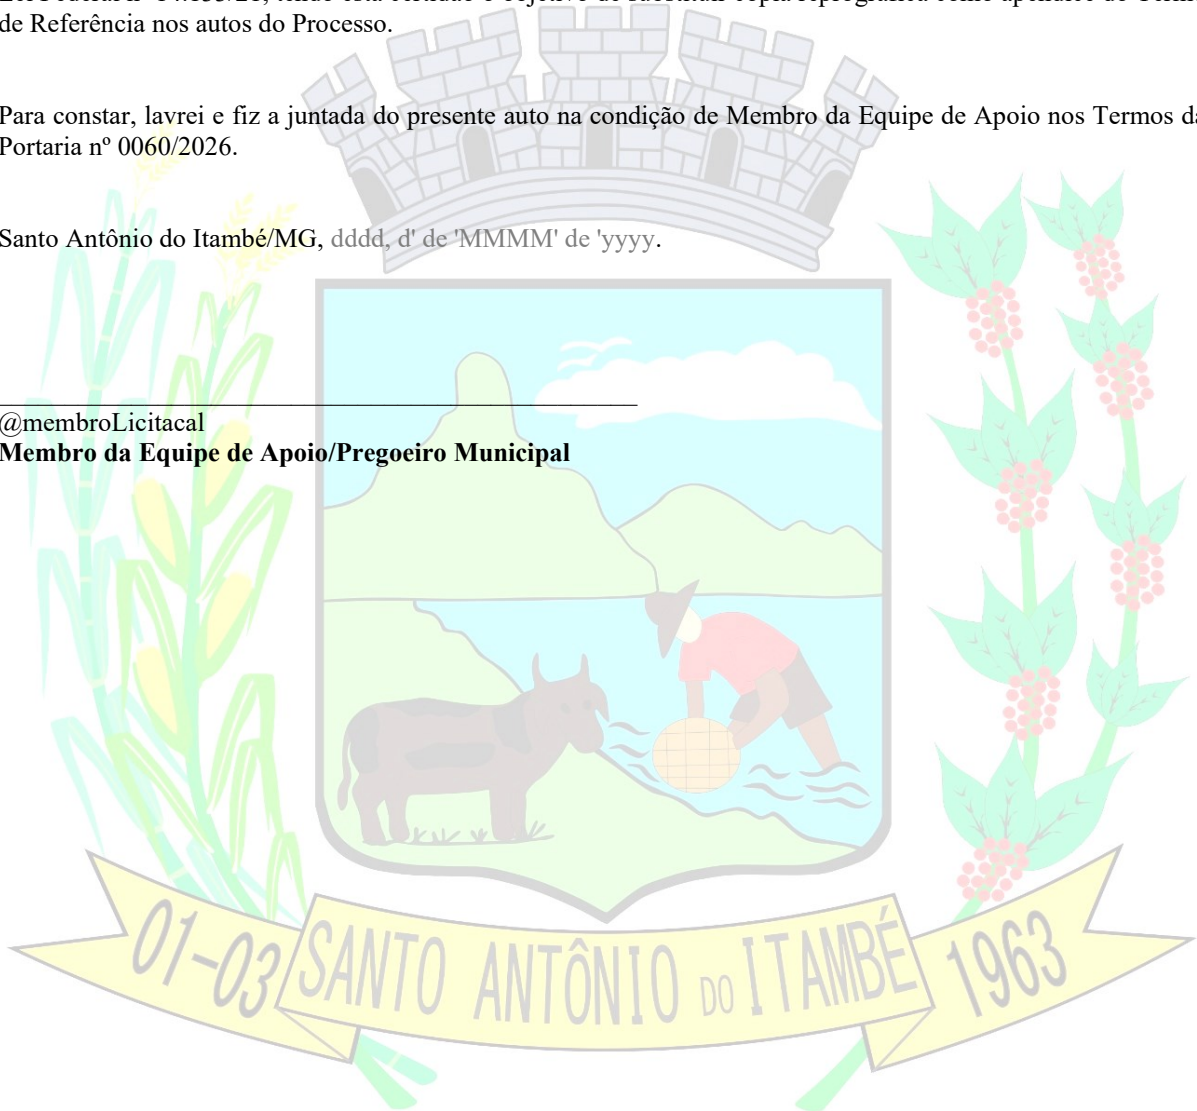 de Referência nos autos do Processo.
Para constar, lavrei e fiz a juntada do presente auto na condição de Membro da Equipe de Apoio nos Termos da
Portaria nº 0060/2026.
Santo Antônio do Itambé/MG, dddd, d' de 'MMMM' de 'yyyy.
@membroLicitacal
Membro da Equipe de Apoio/Pregoeiro Municipal
01-03 SANTO ANTÔNIO DO ITAMBÉ 1963